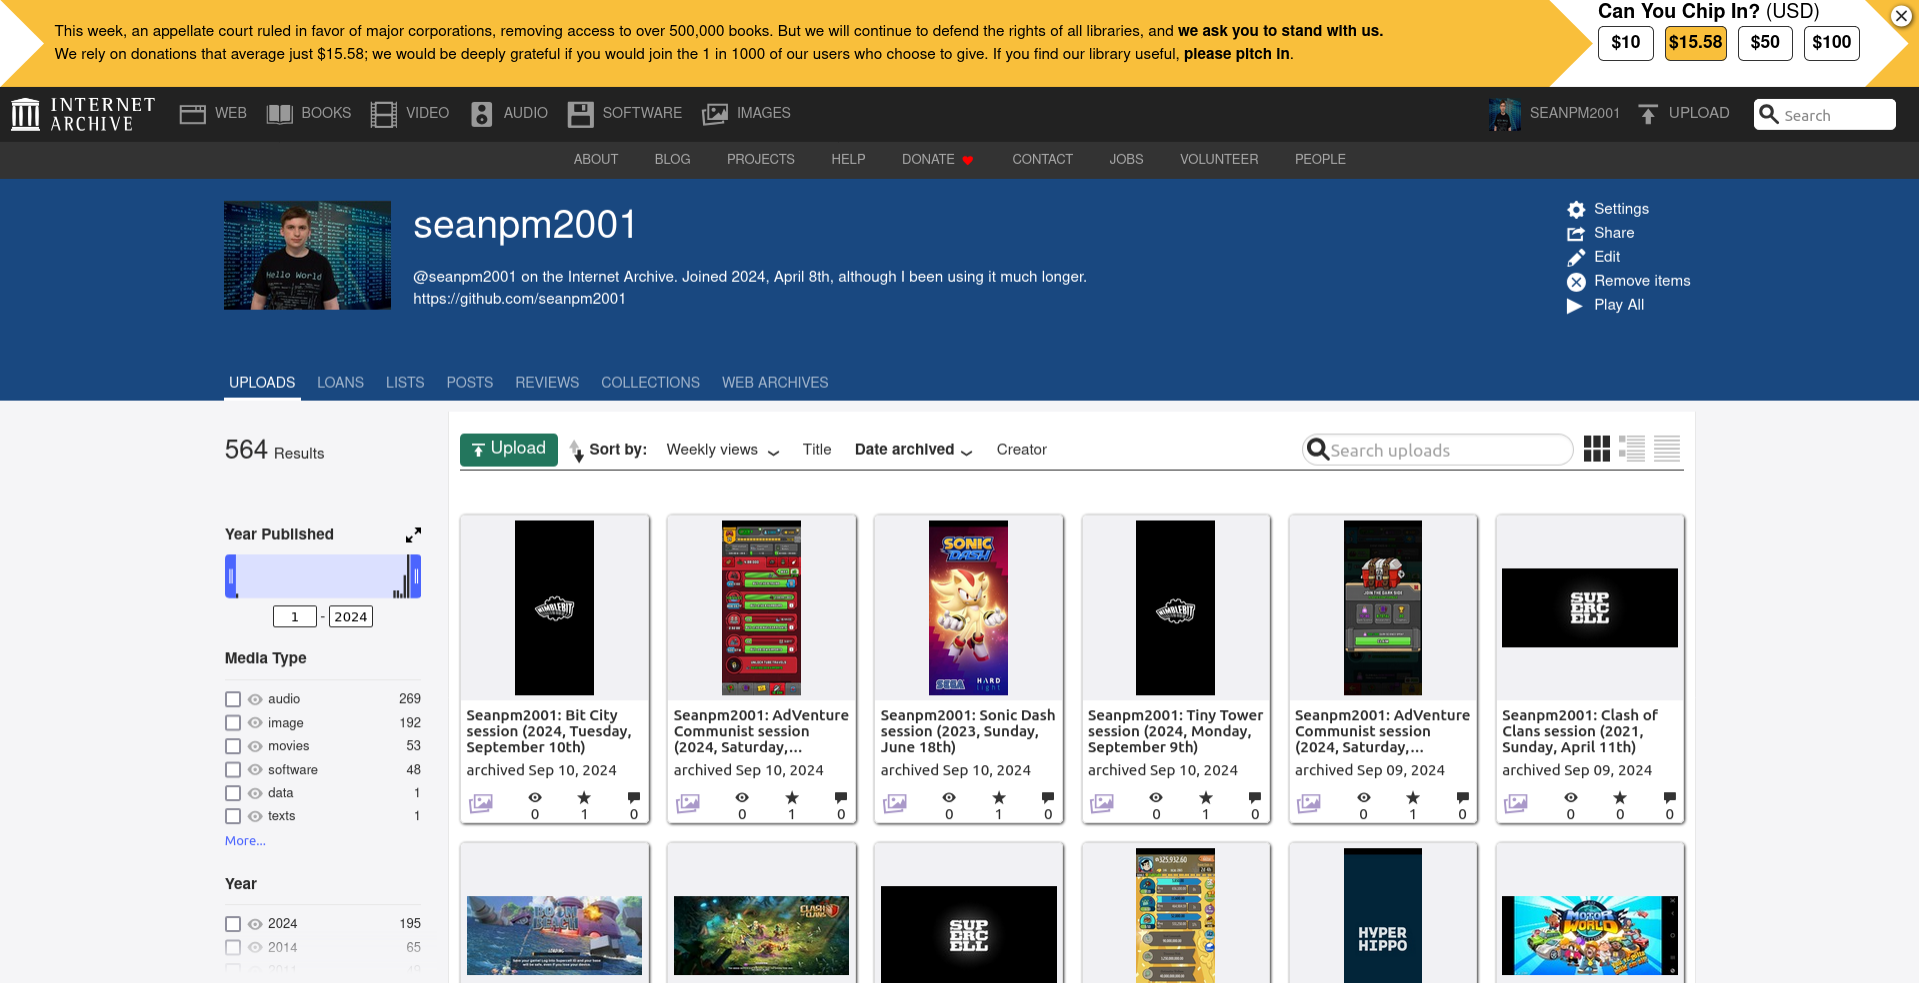 This week, an appellate court ruled in favor of major corporations, removing access to over 500,000 books. But we will continue to defend the rights of all libraries, and we ask you to stand with us.
We rely on donations that average just $15.58; we would be deeply grateful if you would join the 1 in 1000 of our users who choose to give. If you find our library useful, please pitch in.
Can You Chip In? (USD)
$10 $15.58 $50 $100
INTERNET ARCHIVE
WEB BOOKS VIDEO AUDIO SOFTWARE IMAGES
SEANPM2001 UPLOAD Search
ABOUT BLOG PROJECTS HELP DONATE CONTACT JOBS VOLUNTEER PEOPLE
Hello World
seanpm2001
@seanpm2001 on the Internet Archive. Joined 2024, April 8th, although I been using it much longer.
https://github.com/seanpm2001
Settings
Share
Edit
Remove items
Play All
UPLOADS LOANS LISTS POSTS REVIEWS COLLECTIONS WEB ARCHIVES
564 Results
Year Published
1 - 2024
Media Type
audio 269
image 192
movies 53
software 48
data 1
texts 1
More...
Year
2024 195
2014 65
Upload Sort by: Weekly views Title Date archived Creator Search uploads
NIMBLEBIT
Seanpm2001: Bit City
session (2024, Tuesday,
September 10th)
archived Sep 10, 2024
0 1 0
Seanpm2001: AdVenture
Communist session
(2024, Saturday,...
archived Sep 10, 2024
0 1 0
SONIC
DASH
SEGA HARD
light
Seanpm2001: Sonic Dash
session (2023, Sunday,
June 18th)
archived Sep 10, 2024
0 1 0
NIMBLEBIT
Seanpm2001: Tiny Tower
session (2024, Monday,
September 9th)
archived Sep 10, 2024
0 1 0
JOIN THE DARK SIDE!
Seanpm2001: AdVenture
Communist session
(2024, Saturday,...
archived Sep 09, 2024
0 1 0
SUP
ERC
ELL
Seanpm2001: Clash of
Clans session (2021,
Sunday, April 11th)
archived Sep 09, 2024
0 0 0
BOOM
BEACH
CLASH
CLANS
SUP
ERC
ELL
325,932.60
HYPER
HIPPO
MOTOR
WORLD